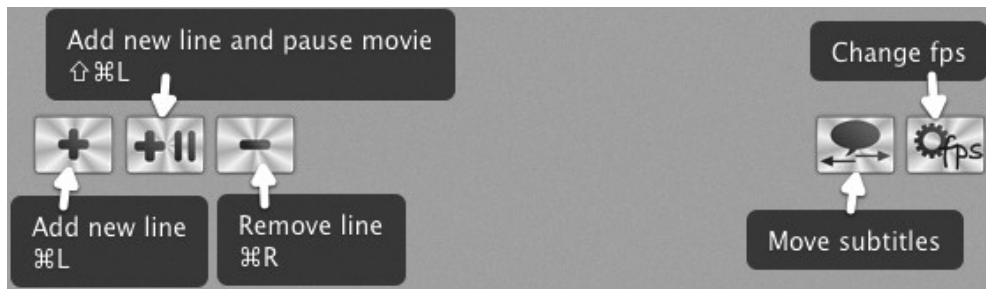 Add new line and pause movie
⇧⌘L
Change fps
fps
Add new line
⌘L
Remove line
⌘R
Move subtitles